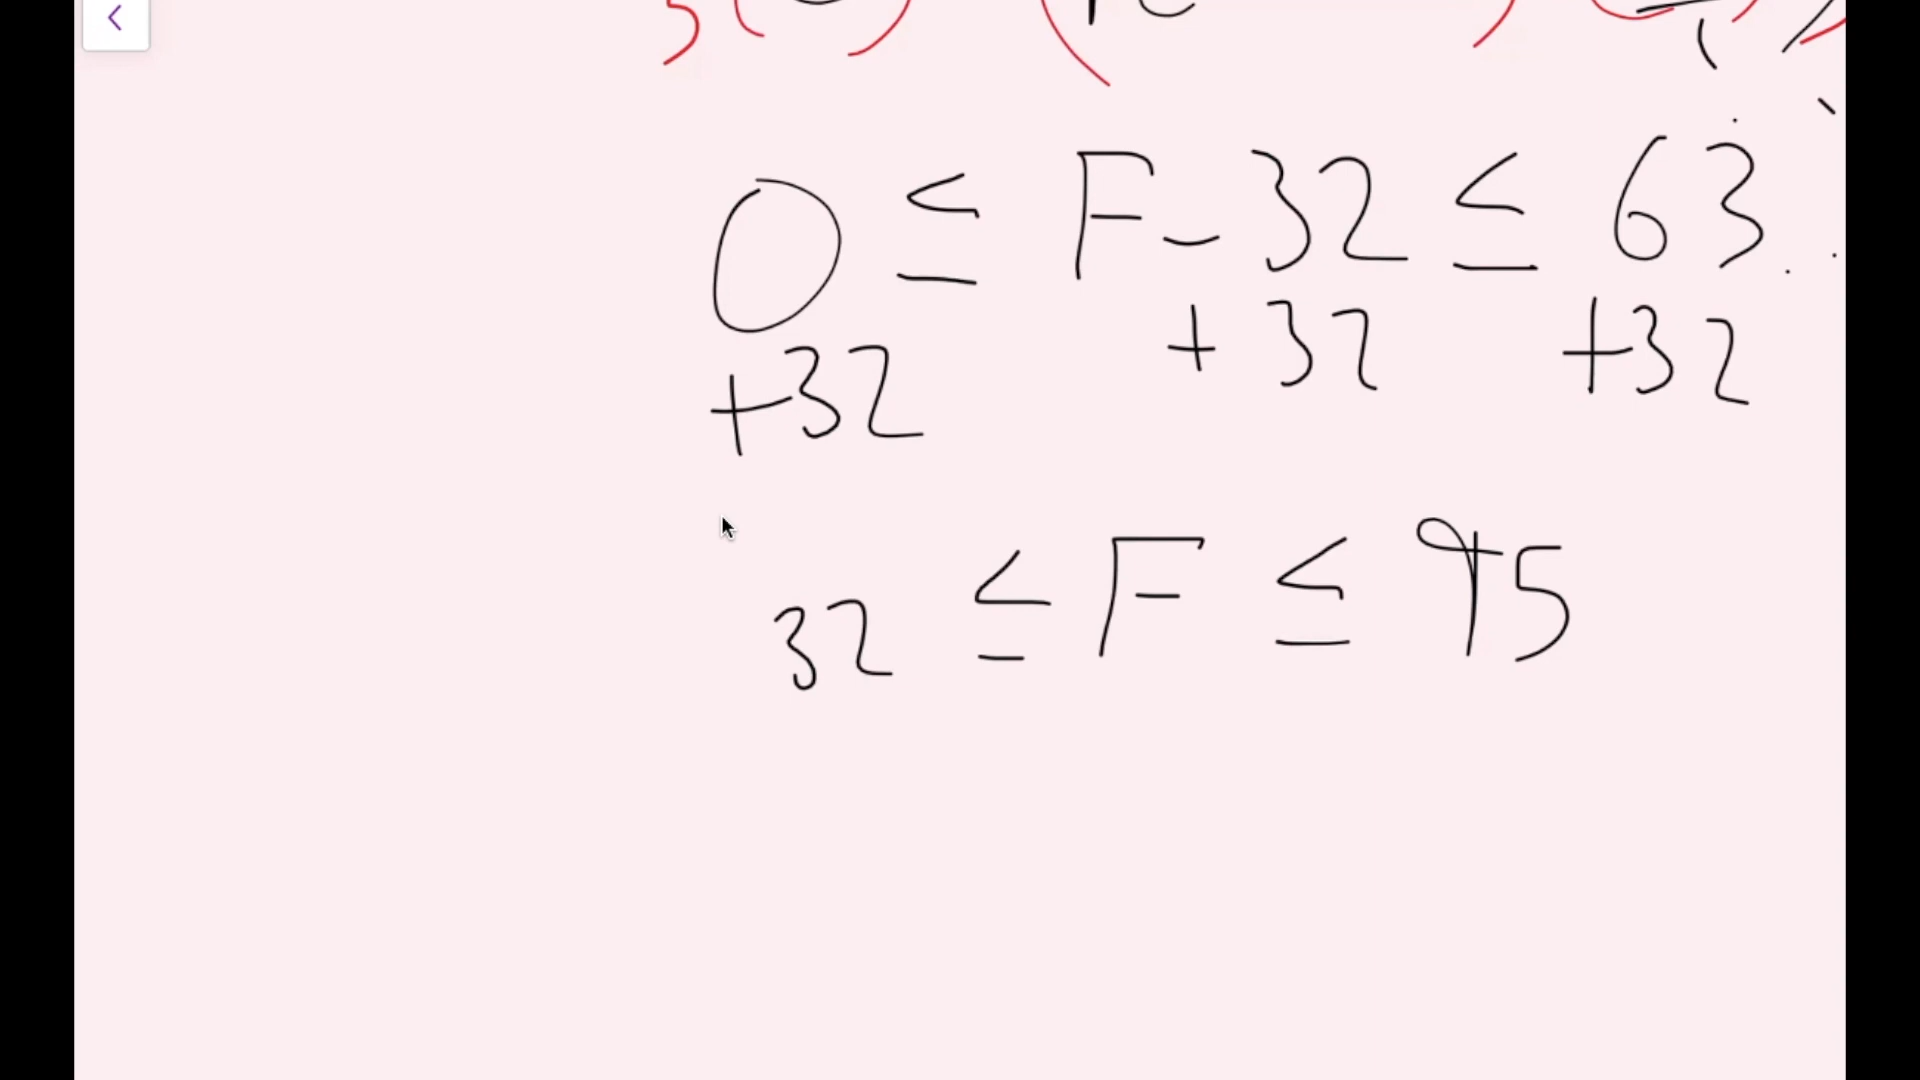 0 ≤ F - 32 ≤ 63
+32 + 32 +32
32 ≤ F ≤ 95